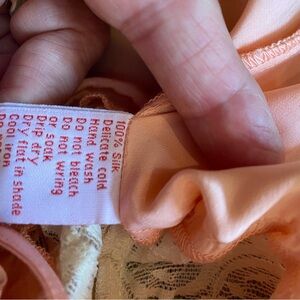 100% Silk
Delicate cold
Hand wash
Do not bleach
Do not wring
or soak
Drip dry
Dry flat in shade
Cool iron